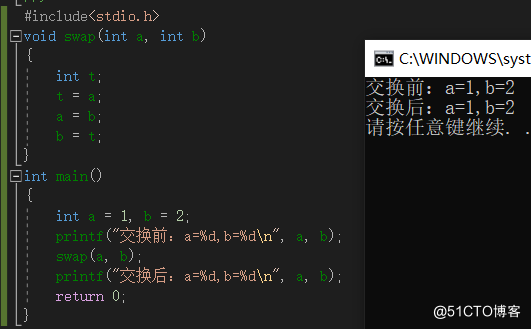 #include<stdio.h>
void swap(int a, int b)
{
int t;
t = a;
a = b;
b = t;
}
int main()
{
int a = 1, b = 2;
printf("交换前：a=%d,b=%d\n", a, b);
swap(a, b);
printf("交换后：a=%d,b=%d\n", a, b);
return 0;
}
C:\WINDOWS\syst
交换前：a=1,b=2
交换后：a=1,b=2
请按任意键继续. .
@51CTO博客